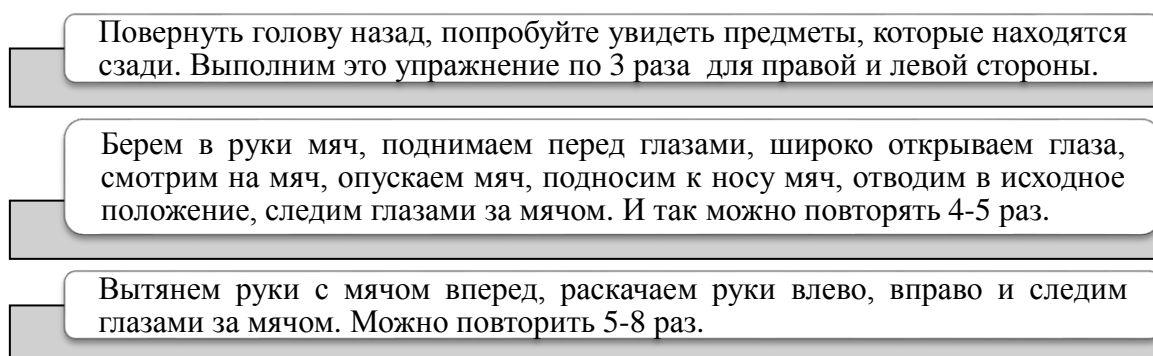 Повернуть голову назад, попробуйте увидеть предметы, которые находятся
сзади. Выполним это упражнение по 3 раза для правой и левой стороны.
Берем в руки мяч, поднимаем перед глазами, широко открываем глаза,
смотрим на мяч, опускаем мяч, подносим к носу мяч, отводим в исходное
положение, следим глазами за мячом. И так можно повторять 4-5 раз.
Вытянем руки с мячом вперед, раскачаем руки влево, вправо и следим
глазами за мячом. Можно повторить 5-8 раз.